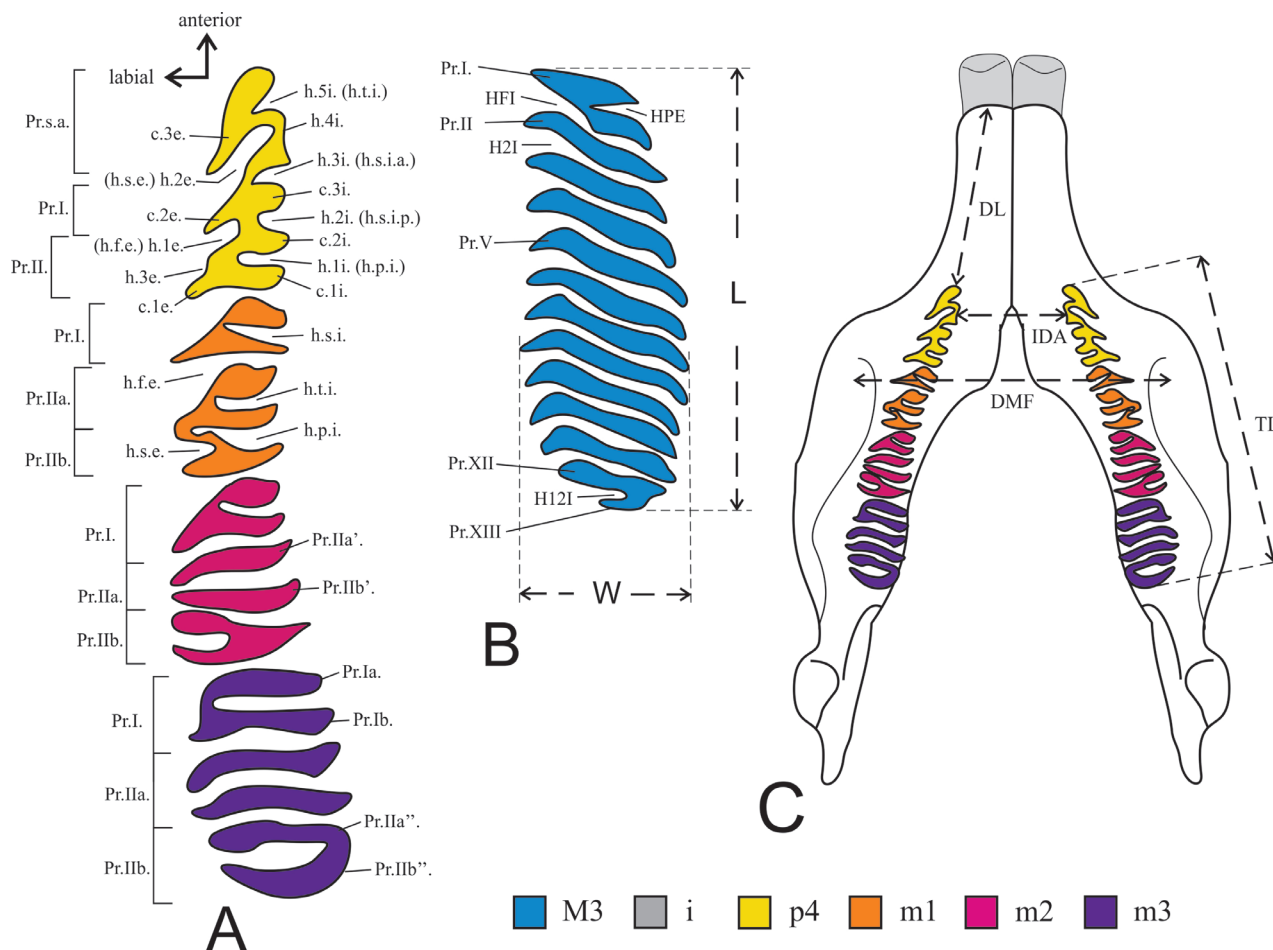 anterior
labial
Pr.s.a.
h.5i. (h.t.i.)
h.4i.
c.3e.
h.3i. (h.s.i.a.)
(h.s.e.) h.2e.
c.3i.
Pr.I.
c.2e.
h.2i. (h.s.i.p.)
(h.f.e.) h.1e.
c.2i.
Pr.II.
h.3e.
h.1i. (h.p.i.)
c.1e.
c.1i.
Pr.I.
h.s.i.
h.f.e.
Pr.IIa.
h.t.i.
h.p.i.
Pr.IIb.
h.s.e.
Pr.I.
Pr.IIa’.
Pr.IIa.
Pr.IIb’.
Pr.IIb.
Pr.Ia.
Pr.I.
Pr.Ib.
Pr.IIa.
Pr.IIa”.
Pr.IIb.
Pr.IIb”.
A
Pr.I.
HFI
HPE
Pr.II
H2I
Pr.V
L
Pr.XII
H12I
Pr.XIII
W
B
DL
IDA
DMF
TL
C
M3
i
p4
m1
m2
m3